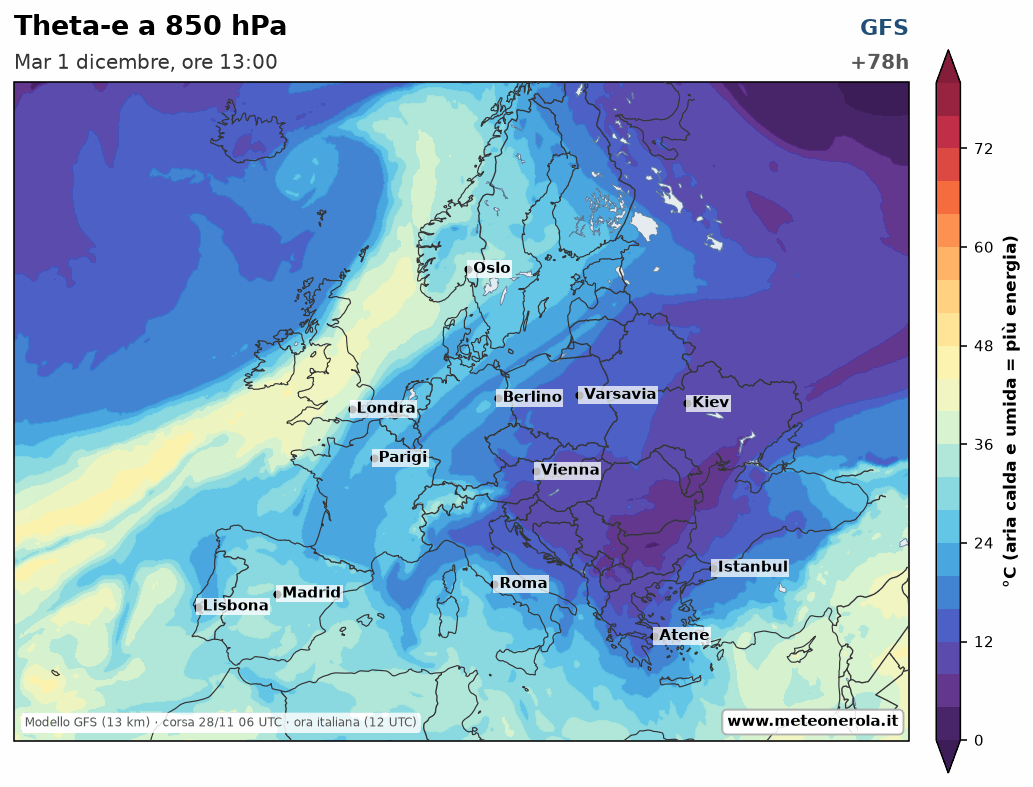 Theta-e a 850 hPa
GFS
Mar 1 dicembre, ore 13:00
+78h
Oslo
Berlino
Varsavia
Kiev
Londra
Parigi
Vienna
Istanbul
Roma
Madrid
Lisbona
Atene
72
60
48
36
24
12
0
°C (aria calda e umida = più energia)
Modello GFS (13 km) · corsa 28/11 06 UTC · ora italiana (12 UTC)
www.meteonerola.it